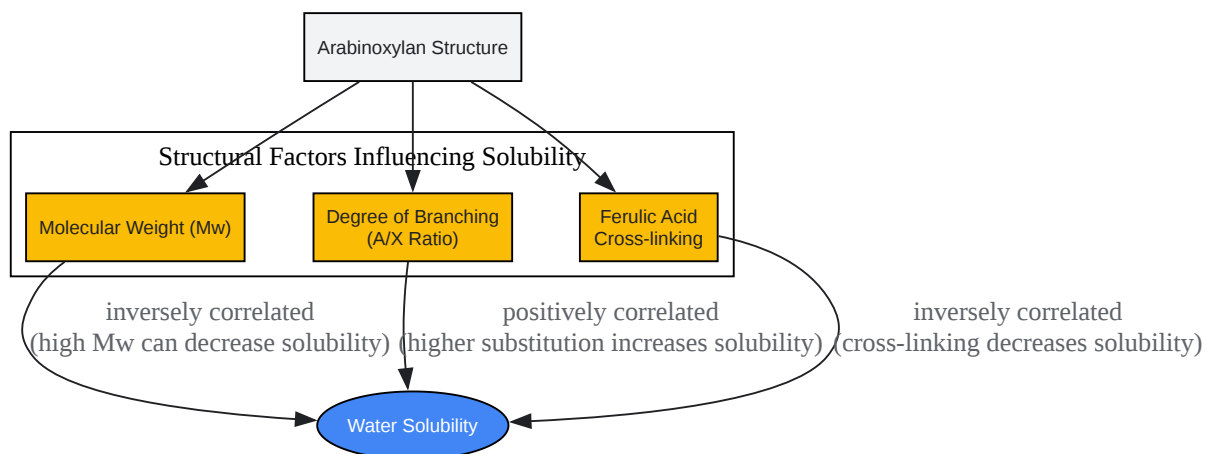 Arabinoxylan Structure
Structural Factors Influencing Solubility
Molecular Weight (Mw)
Degree of Branching
(A/X Ratio)
Ferulic Acid
Cross-linking
inversely correlated
(high Mw can decrease solubility)
positively correlated
(higher substitution increases solubility)
inversely correlated
(cross-linking decreases solubility)
Water Solubility